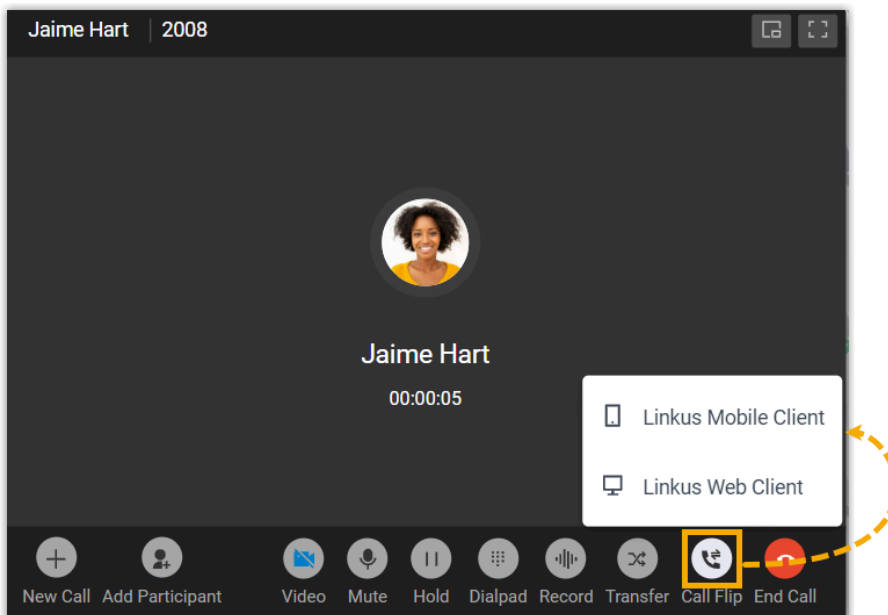 Jaime Hart 2008
Jaime Hart
00:00:05
Linkus Mobile Client
Linkus Web Client
New Call Add Participant Video Mute Hold Dialpad Record Transfer Call Flip End Call